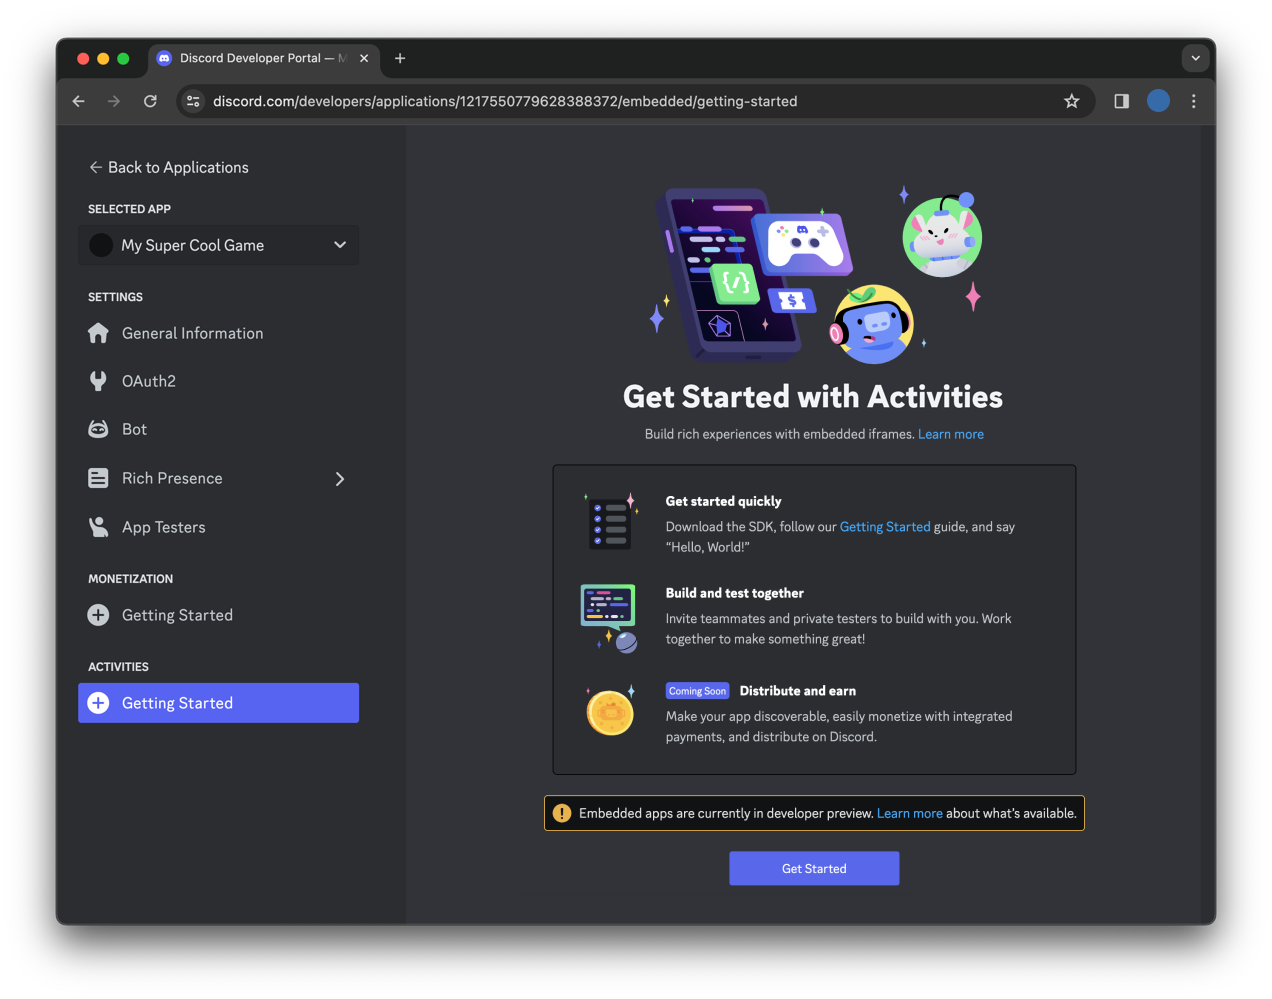 Discord Developer Portal — M
discord.com/developers/applications/1217550779628388372/embedded/getting-started
Back to Applications
SELECTED APP
My Super Cool Game
SETTINGS
General Information
OAuth2
Bot
Rich Presence
App Testers
MONETIZATION
Getting Started
ACTIVITIES
Getting Started
Get Started with Activities
Build rich experiences with embedded iframes. Learn more
Get started quickly
Download the SDK, follow our Getting Started guide, and say
“Hello, World!”
Build and test together
Invite teammates and private testers to build with you. Work
together to make something great!
Coming Soon Distribute and earn
Make your app discoverable, easily monetize with integrated
payments, and distribute on Discord.
Embedded apps are currently in developer preview. Learn more about what’s available.
Get Started